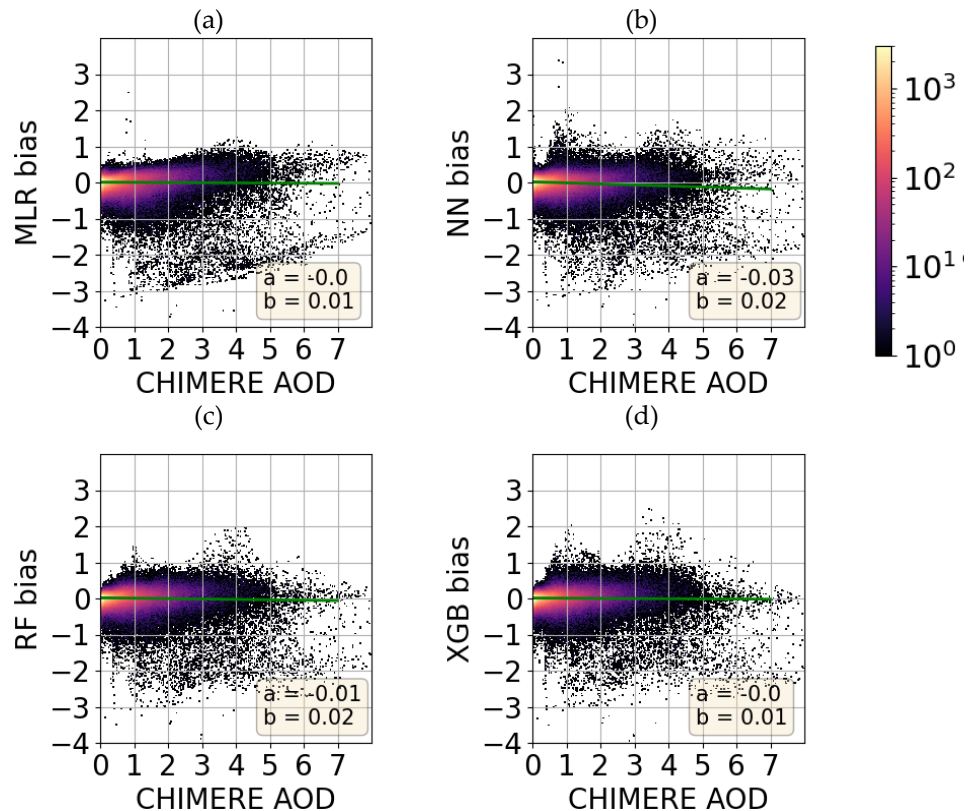 (a)
(b)
3
2
1
0
−1
−2
−3
−4
MLR bias
a = -0.0
b = 0.01
0 1 2 3 4 5 6 7
CHIMERE AOD
3
2
1
0
−1
−2
−3
−4
NN bias
a = -0.03
b = 0.02
0 1 2 3 4 5 6 7
CHIMERE AOD
10³
10²
10¹
10⁰
(c)
(d)
3
2
1
0
−1
−2
−3
−4
RF bias
a = -0.01
b = 0.02
0 1 2 3 4 5 6 7
CHIMERE AOD
3
2
1
0
−1
−2
−3
−4
XGB bias
a = -0.0
b = 0.01
0 1 2 3 4 5 6 7
CHIMERE AOD